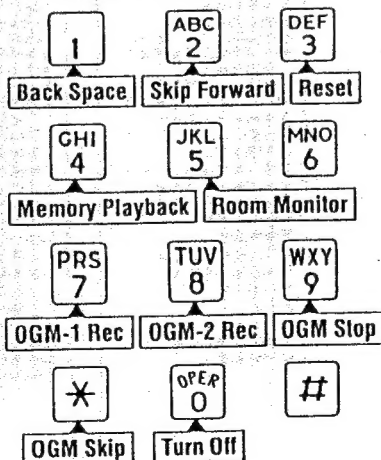 ABC DEF
1 2 3
Back Space Skip Forward Reset
GHI JKL MNO
4 5 6
Memory Playback Room Monitor
PRS TUV WXY
7 8 9
OGM-1 Rec OGM-2 Rec OGM Stop
* OPER #
0
OGM Skip Turn Off